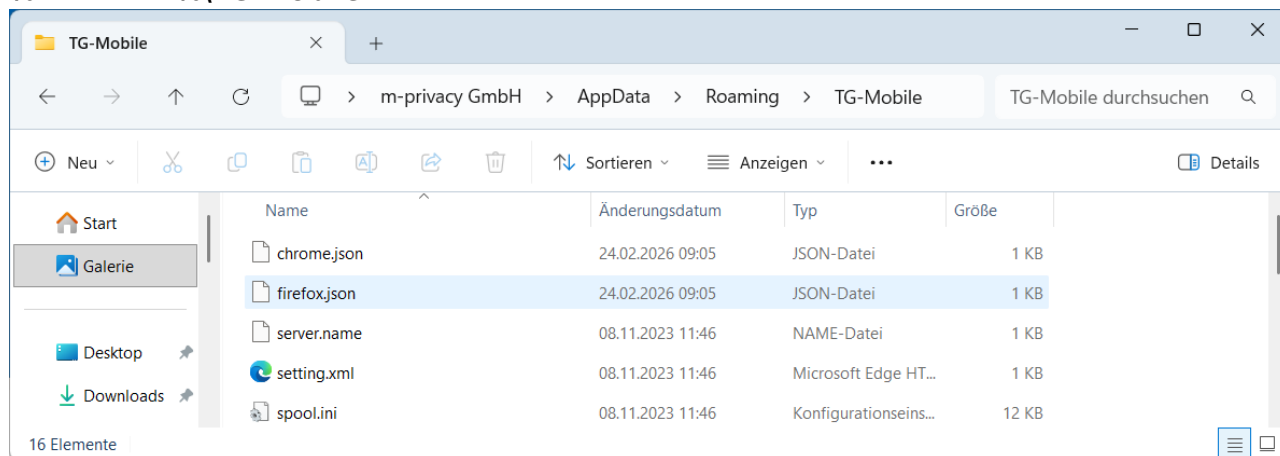 TG-Mobile
m-privacy GmbH > AppData > Roaming > TG-Mobile
TG-Mobile durchsuchen
Neu
Sortieren
Anzeigen
Details
Start
Galerie
Desktop
Downloads
Name Änderungsdatum Typ Größe
chrome.json 24.02.2026 09:05 JSON-Datei 1 KB
firefox.json 24.02.2026 09:05 JSON-Datei 1 KB
server.name 08.11.2023 11:46 NAME-Datei 1 KB
setting.xml 08.11.2023 11:46 Microsoft Edge HT... 1 KB
spool.ini 08.11.2023 11:46 Konfigurationseins... 12 KB
16 Elemente